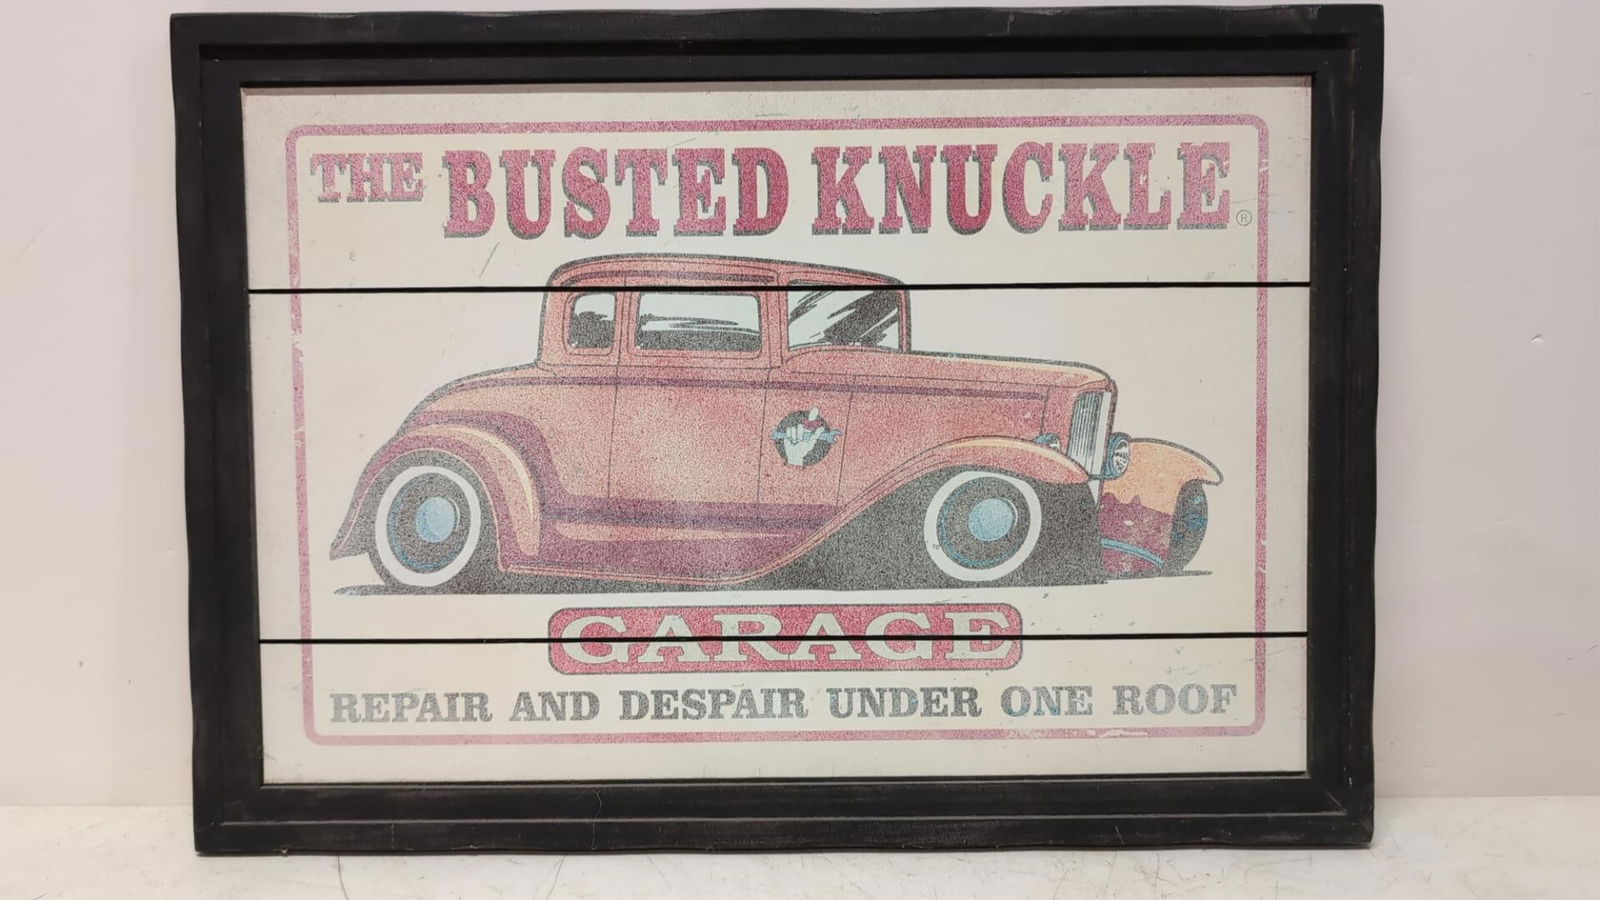 THE BUSTED KNUCKLE ®
GARAGE
REPAIR AND DESPAIR UNDER ONE ROOF